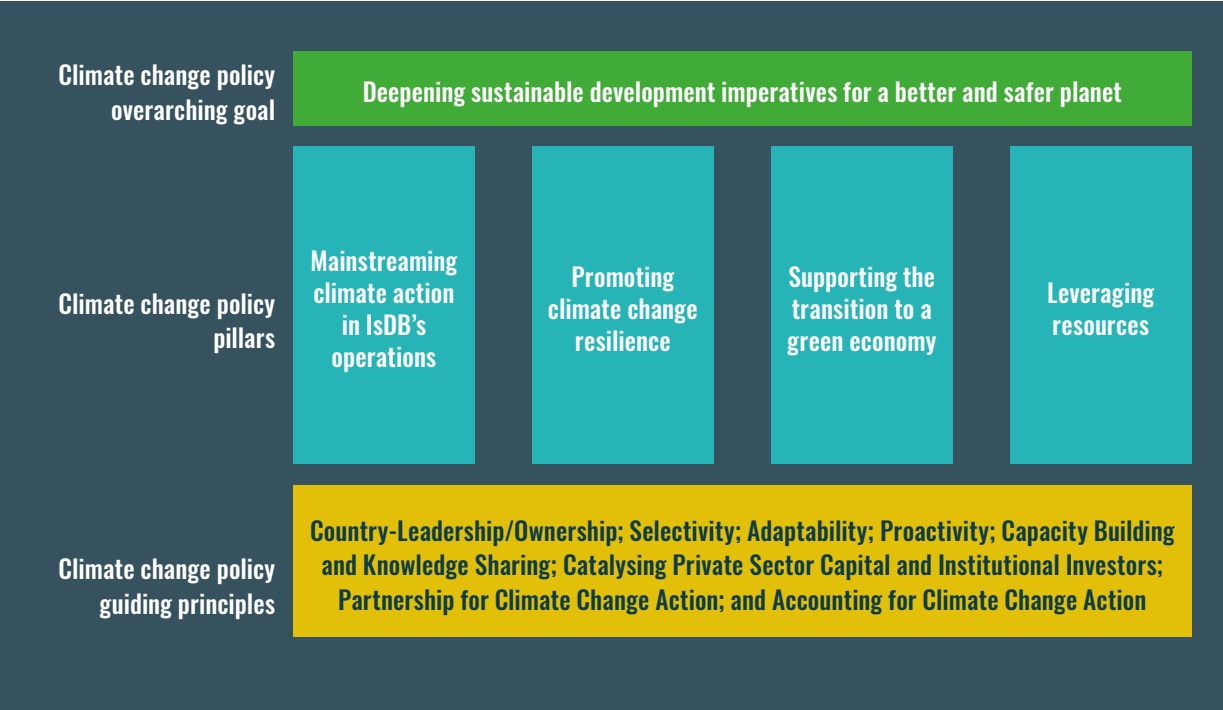 Climate change policy
overarching goal
Deepening sustainable development imperatives for a better and safer planet
Climate change policy
pillars
Mainstreaming
climate action
in IsDB’s
operations
Promoting
climate change
resilience
Supporting the
transition to a
green economy
Leveraging
resources
Climate change policy
guiding principles
Country-Leadership/Ownership; Selectivity; Adaptability; Proactivity; Capacity Building
and Knowledge Sharing; Catalysing Private Sector Capital and Institutional Investors;
Partnership for Climate Change Action; and Accounting for Climate Change Action